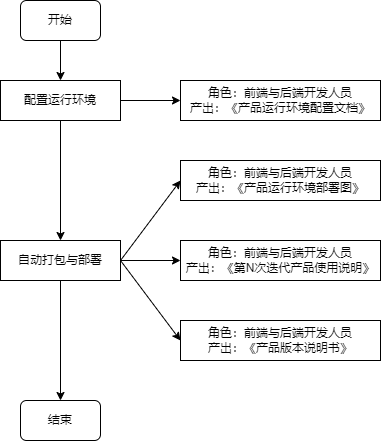 开始
配置运行环境
角色：前端与后端开发人员
产出：《产品运行环境配置文档》
角色：前端与后端开发人员
产出：《产品运行环境部署图》
自动打包与部署
角色：前端与后端开发人员
产出：《第N次迭代产品使用说明》
角色：前端与后端开发人员
产出：《产品版本说明书》
结束